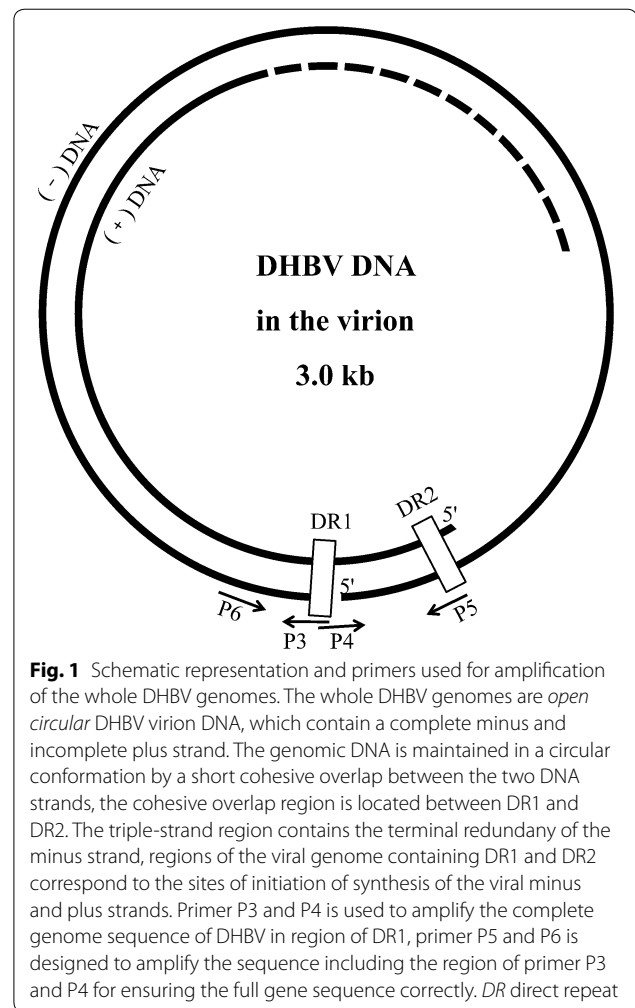 ( - ) DNA
( + ) DNA
DHBV DNA
in the virion
3.0 kb
DR1
DR2
5'
5'
P6
P3
P4
P5
Fig. 1 Schematic representation and primers used for amplification
of the whole DHBV genomes. The whole DHBV genomes are open
circular DHBV virion DNA, which contain a complete minus and
incomplete plus strand. The genomic DNA is maintained in a circular
conformation by a short cohesive overlap between the two DNA
strands, the cohesive overlap region is located between DR1 and
DR2. The triple-strand region contains the terminal redundany of the
minus strand, regions of the viral genome containing DR1 and DR2
correspond to the sites of initiation of synthesis of the viral minus
and plus strands. Primer P3 and P4 is used to amplify the complete
genome sequence of DHBV in region of DR1, primer P5 and P6 is
designed to amplify the sequence including the region of primer P3
and P4 for ensuring the full gene sequence correctly. DR direct repeat